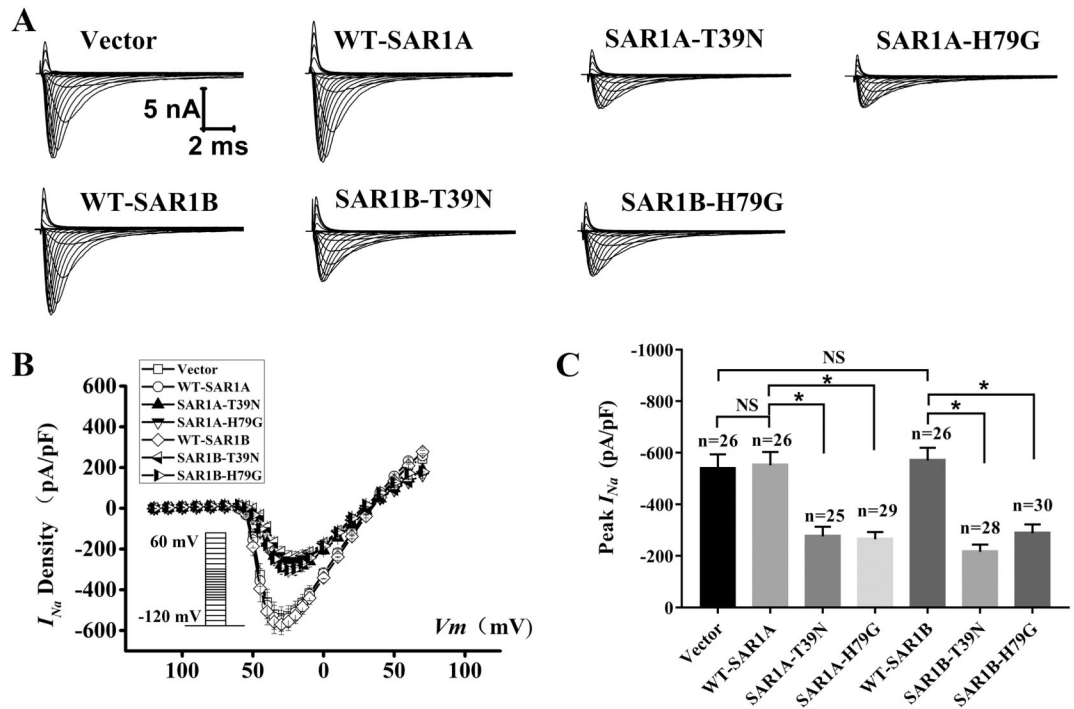 A
Vector
WT-SAR1A
SAR1A-T39N
SAR1A-H79G
5 nA
2 ms
WT-SAR1B
SAR1B-T39N
SAR1B-H79G
B
Vector
WT-SAR1A
SAR1A-T39N
SAR1A-H79G
WT-SAR1B
SAR1B-T39N
SAR1B-H79G
600
400
200
0
-200
-400
-600
I_Na Density (pA/pF)
60 mV
-120 mV
Vm (mV)
100 50 0 50 100
C
-1000
-800
-600
-400
-200
0
Peak I_Na (pA/pF)
NS
*
*
NS
*
*
n=26
n=26
n=25
n=29
n=26
n=28
n=30
Vector
WT-SAR1A
SAR1A-T39N
SAR1A-H79G
WT-SAR1B
SAR1B-T39N
SAR1B-H79G